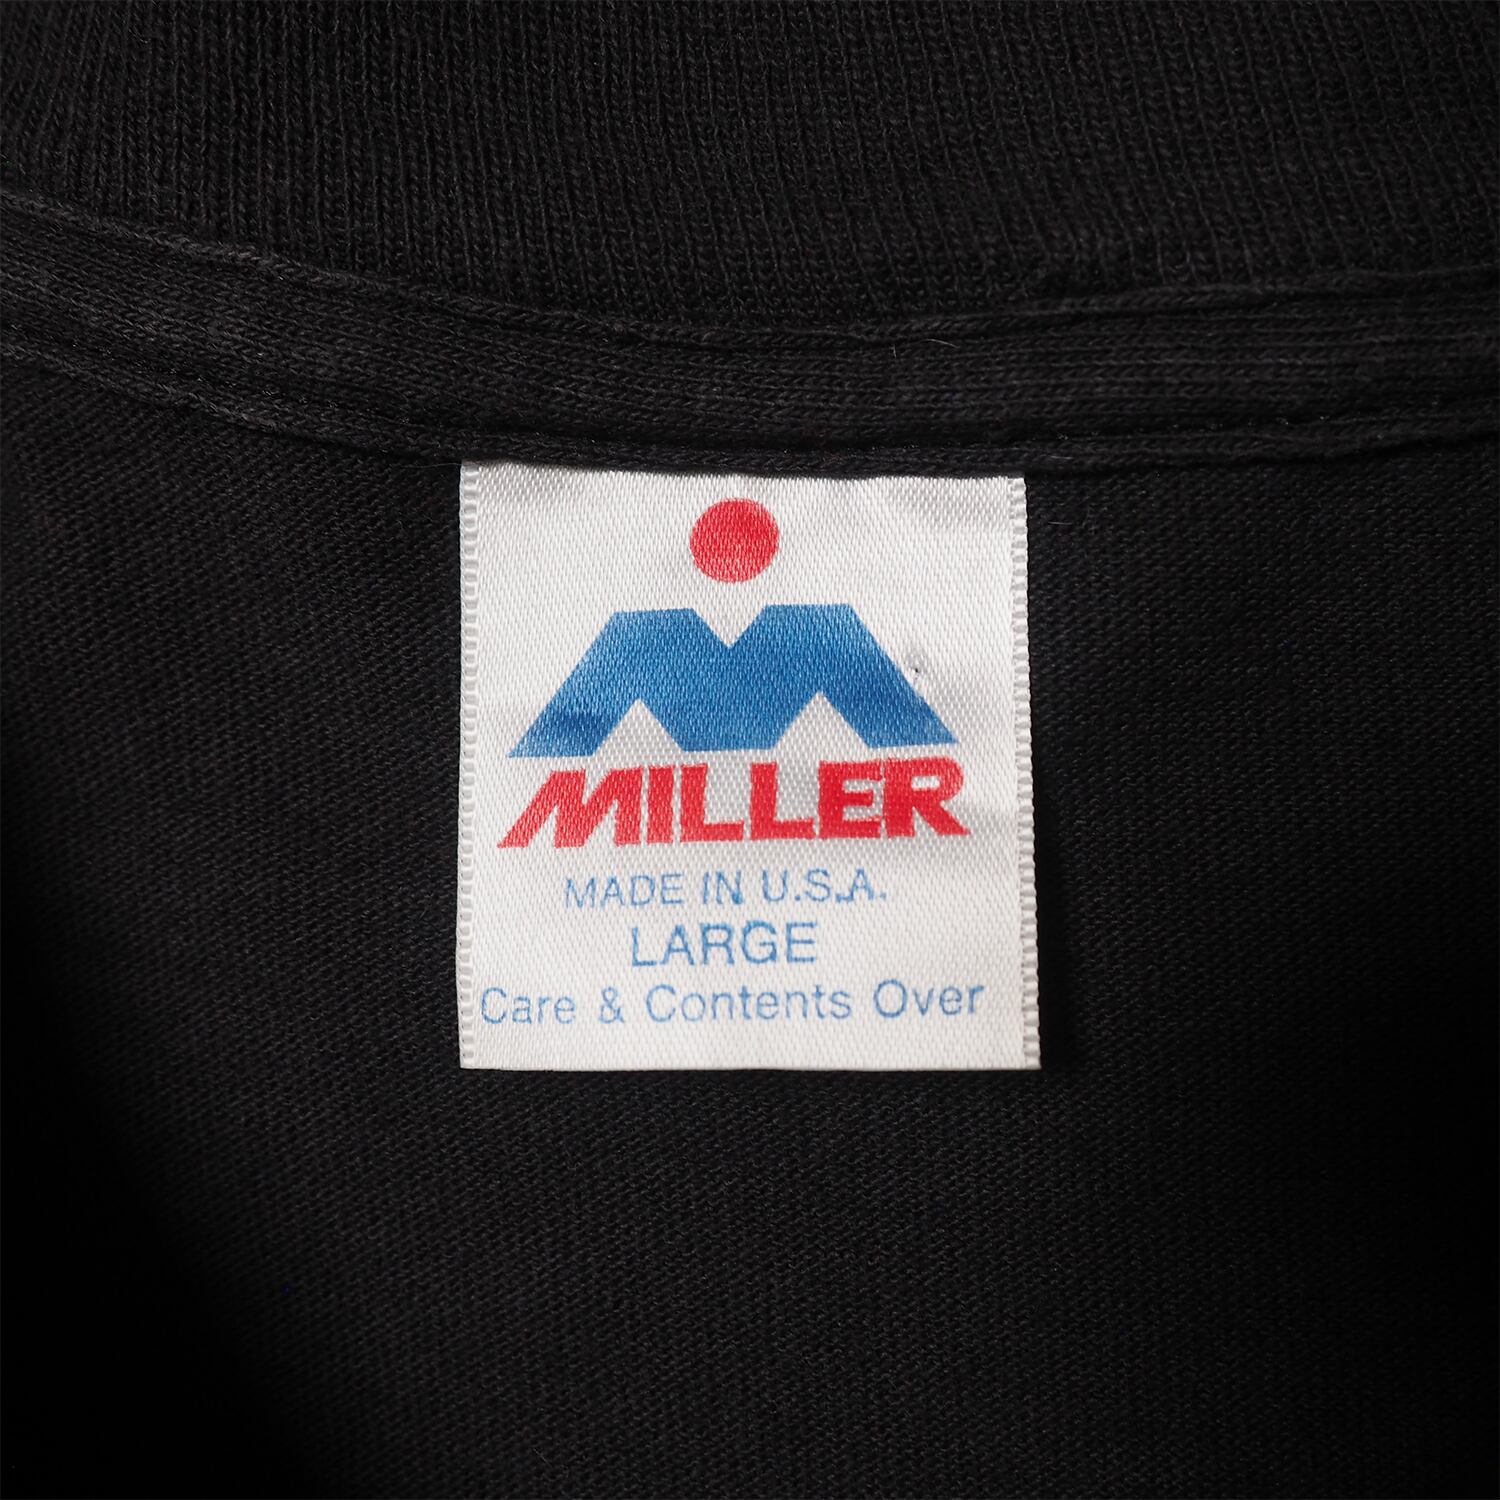 MILLER
MADE IN U.S.A.
LARGE
Care & Contents Over